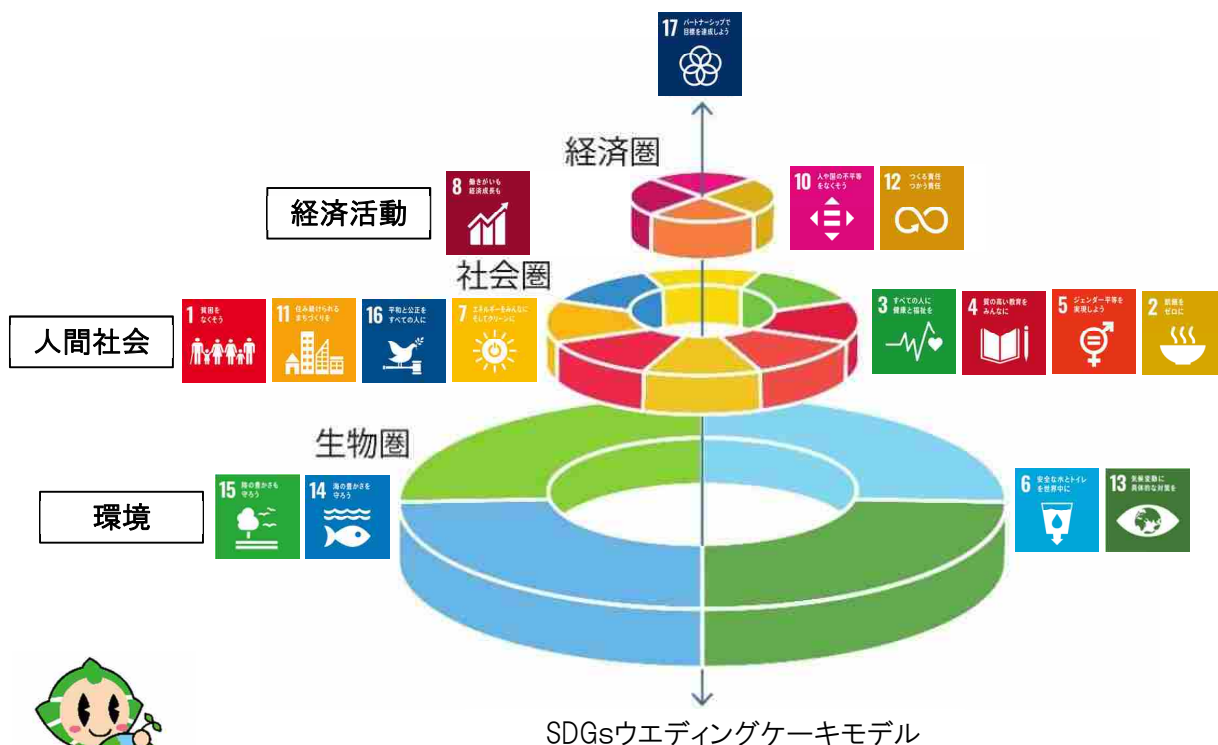 17 パートナーシップで
目標を達成しよう
経済圏
経済活動
8 働きがいも
経済成長も
10 人や国の不平等
をなくそう
12 つくる責任
つかう責任
社会圏
人間社会
1 貧困を
なくそう
11 住み続けられる
まちづくりを
16 平和と公正を
すべての人に
7 エネルギーをみんなに
そしてクリーンに
3 すべての人に
健康と福祉を
4 質の高い教育を
みんなに
5 ジェンダー平等を
実現しよう
2 飢餓を
ゼロに
生物圏
環境
15 陸の豊かさも
守ろう
14 海の豊かさを
守ろう
6 安全な水とトイレ
を世界中に
13 気候変動に
具体的な対策を
SDGsウエディングケーキモデル